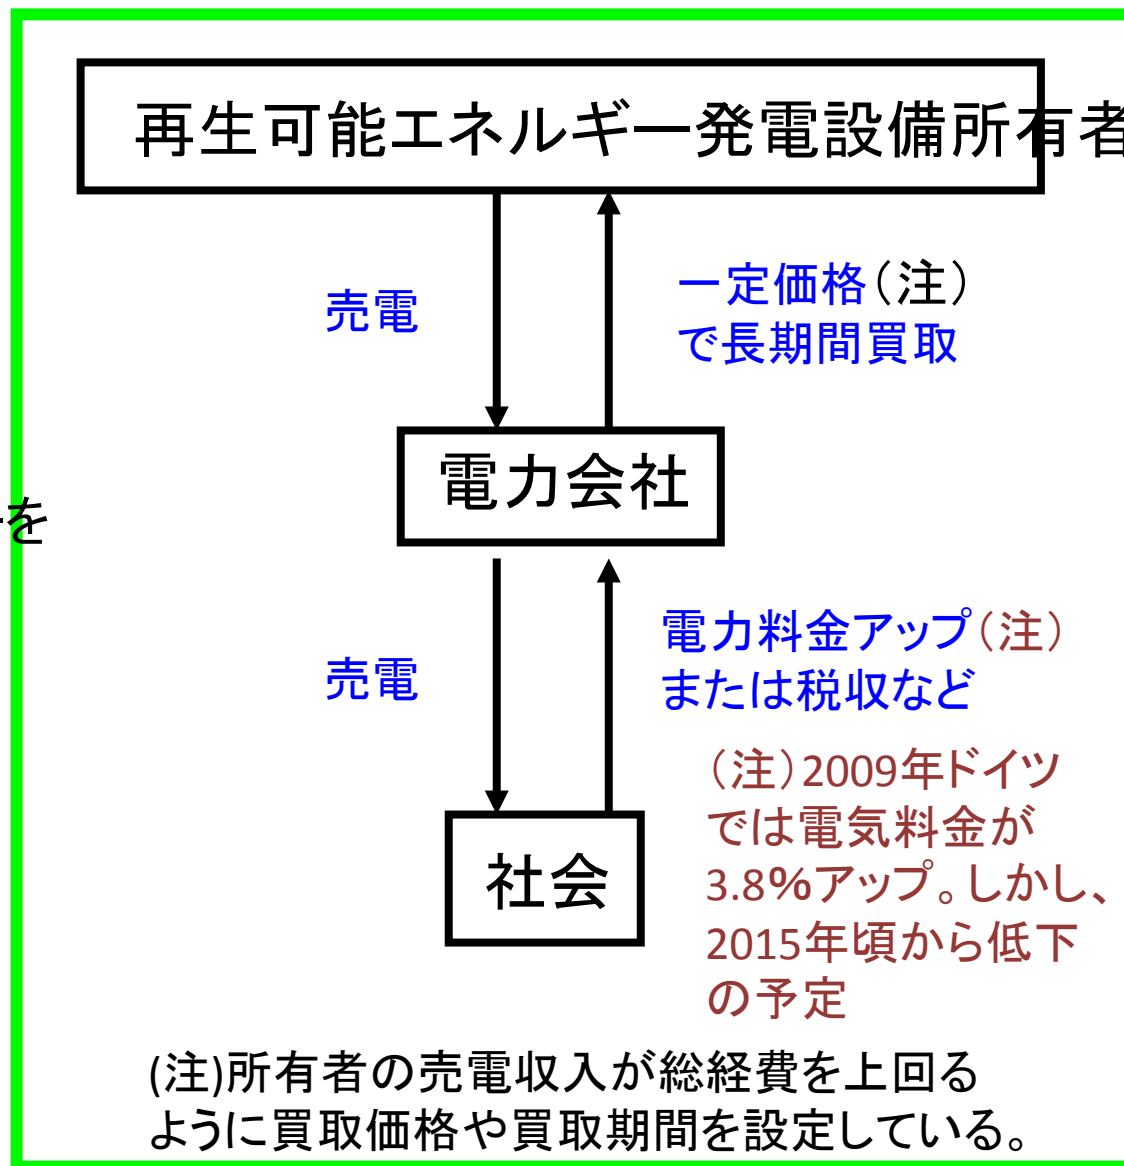 再生可能エネルギー発電設備所有者
売電
一定価格（注）
で長期間買取
電力会社
を
売電
電力料金アップ（注）
または税収など
（注）2009年ドイツ
では電気料金が
3.8％アップ。しかし、
2015年頃から低下
の予定
社会
(注)所有者の売電収入が総経費を上回る
ように買取価格や買取期間を設定している。